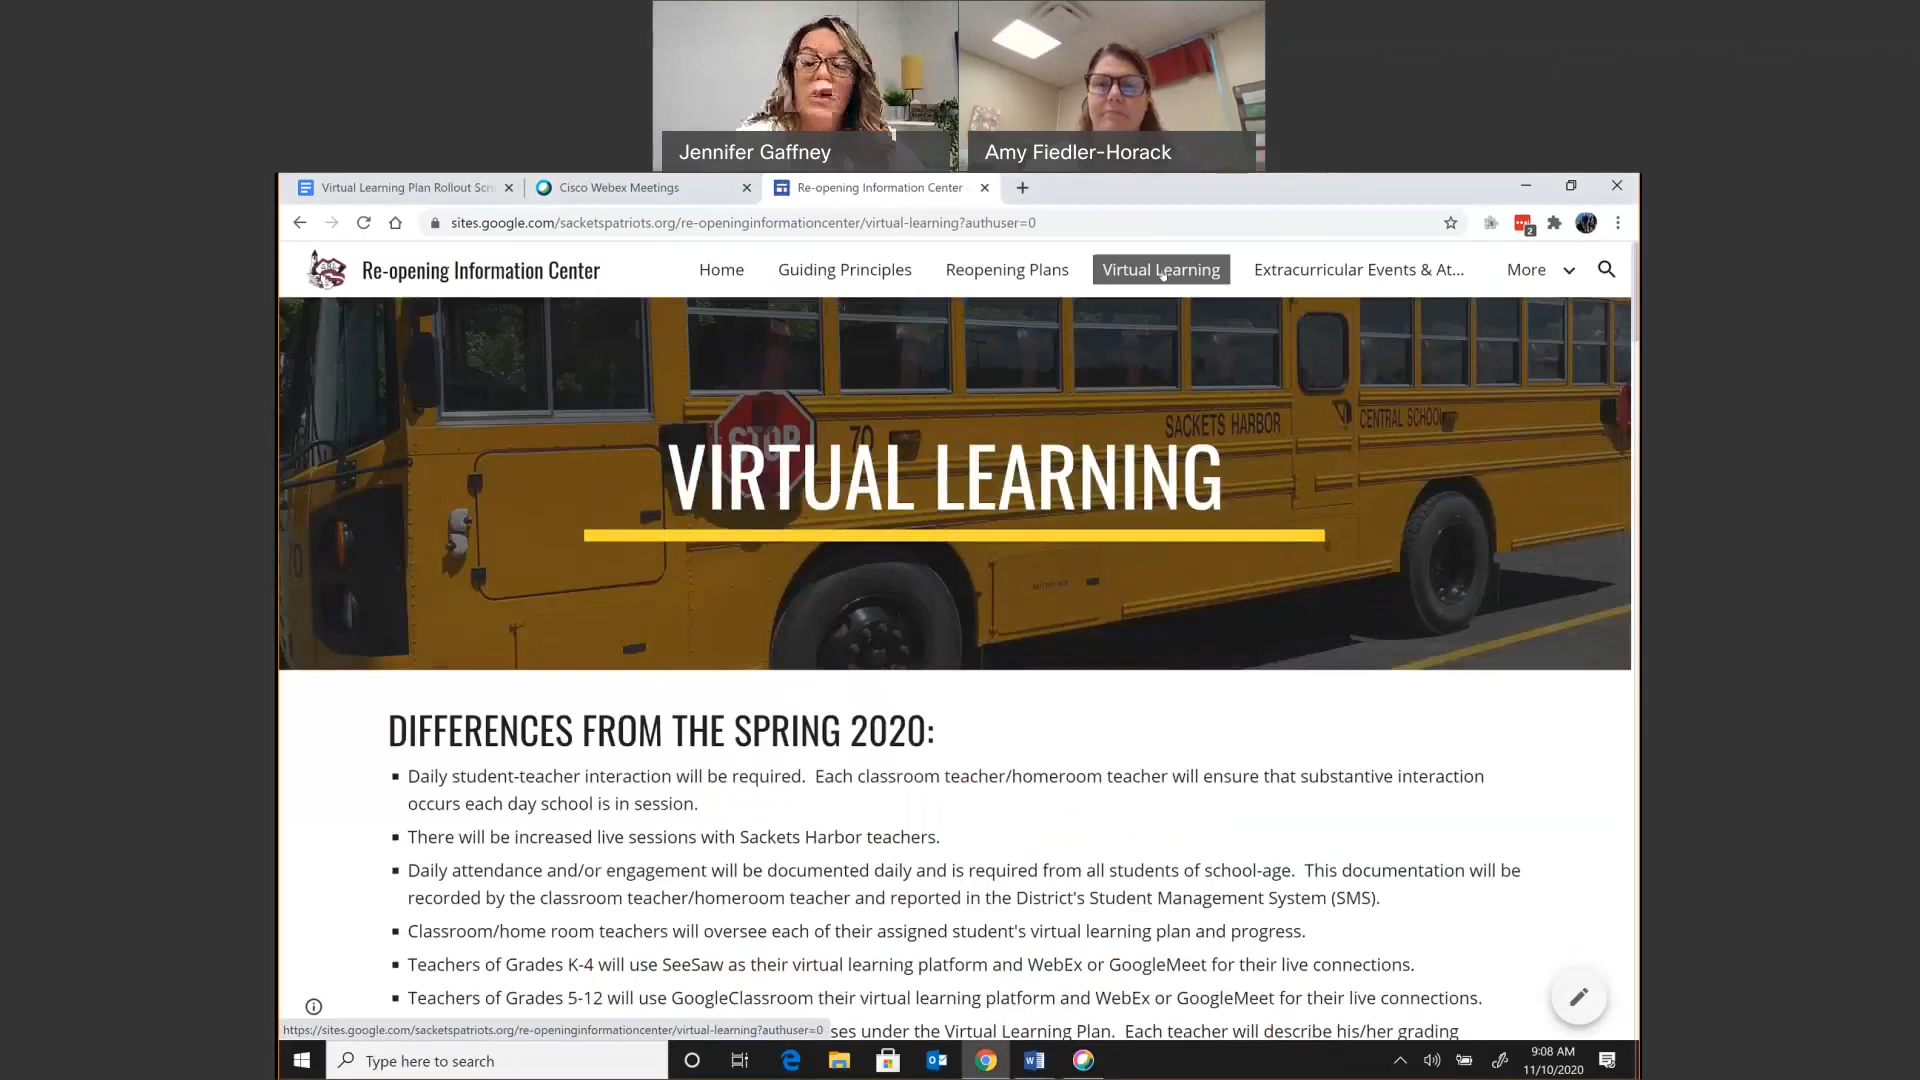 Jennifer Gaffney
Amy Fiedler-Horack
Virtual Learning Plan Rollout Scri
Cisco Webex Meetings
Re-opening Information Center
sites.google.com/sacketspatriots.org/re-openinginformationcenter/virtual-learning?authuser=0
2
Re-opening Information Center
Home
Guiding Principles
Reopening Plans
Virtual Learning
Extracurricular Events & At...
More
STOP
70
SACKETS HARBOR
CENTRAL SCHOOL
VIRTUAL LEARNING
DIFFERENCES FROM THE SPRING 2020:
▪ Daily student-teacher interaction will be required. Each classroom teacher/homeroom teacher will ensure that substantive interaction
occurs each day school is in session.
▪ There will be increased live sessions with Sackets Harbor teachers.
▪ Daily attendance and/or engagement will be documented daily and is required from all students of school-age. This documentation will be
recorded by the classroom teacher/homeroom teacher and reported in the District's Student Management System (SMS).
▪ Classroom/home room teachers will oversee each of their assigned student's virtual learning plan and progress.
▪ Teachers of Grades K-4 will use SeeSaw as their virtual learning platform and WebEx or GoogleMeet for their live connections.
▪ Teachers of Grades 5-12 will use GoogleClassroom their virtual learning platform and WebEx or GoogleMeet for their live connections.
https://sites.google.com/sacketspatriots.org/re-openinginformationcenter/virtual-learning?authuser=0
ses under the Virtual Learning Plan. Each teacher will describe his/her grading
Type here to search
9:08 AM
11/10/2020